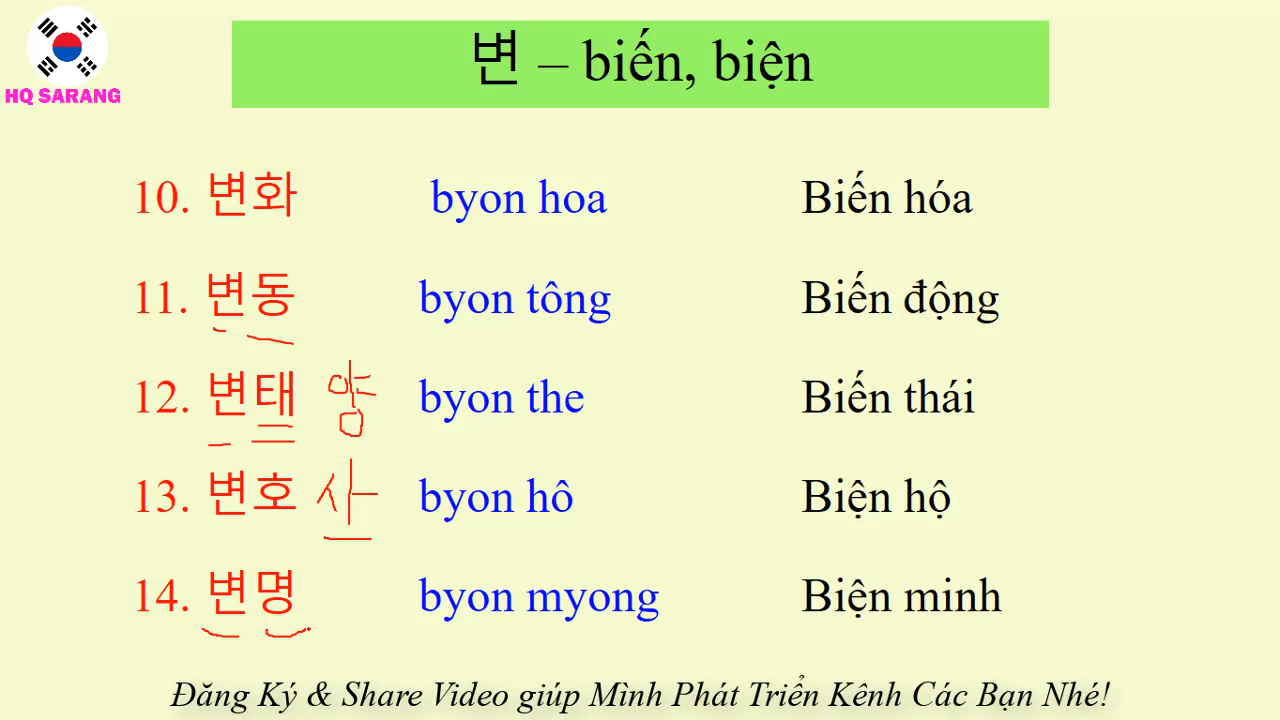 HQ SARANG
변 – biến, biện
10. 변화 byon hoa Biến hóa
11. 변동 byon tông Biến động
12. 변태 양 byon the Biến thái
13. 변호 사 byon hô Biện hộ
14. 변명 byon myong Biện minh
Đăng Ký & Share Video giúp Mình Phát Triển Kênh Các Bạn Nhé!